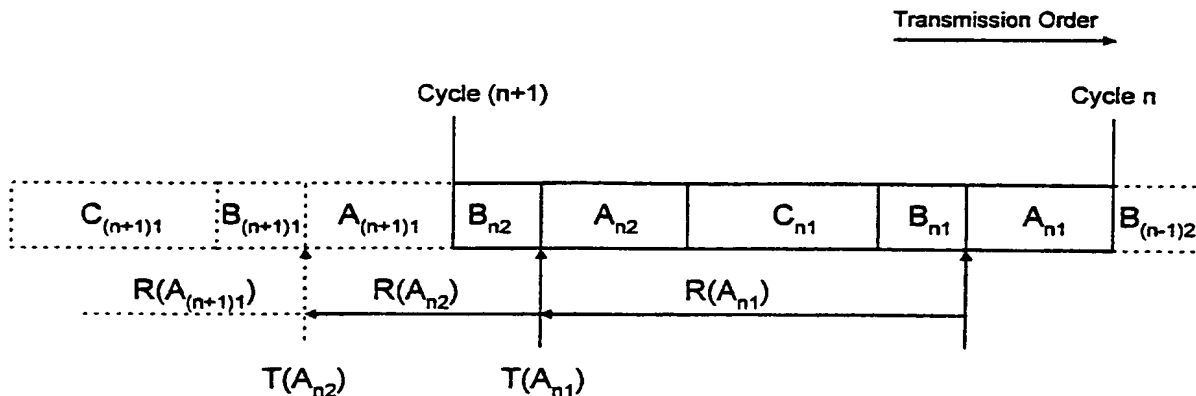 Transmission Order
Cycle (n+1)
Cycle n
C(n+1)1 B(n+1)1 A(n+1)1 Bn2 An2 Cn1 Bn1 An1 B(n-1)2
R(A(n+1)1) R(An2) R(An1)
T(An2) T(An1)